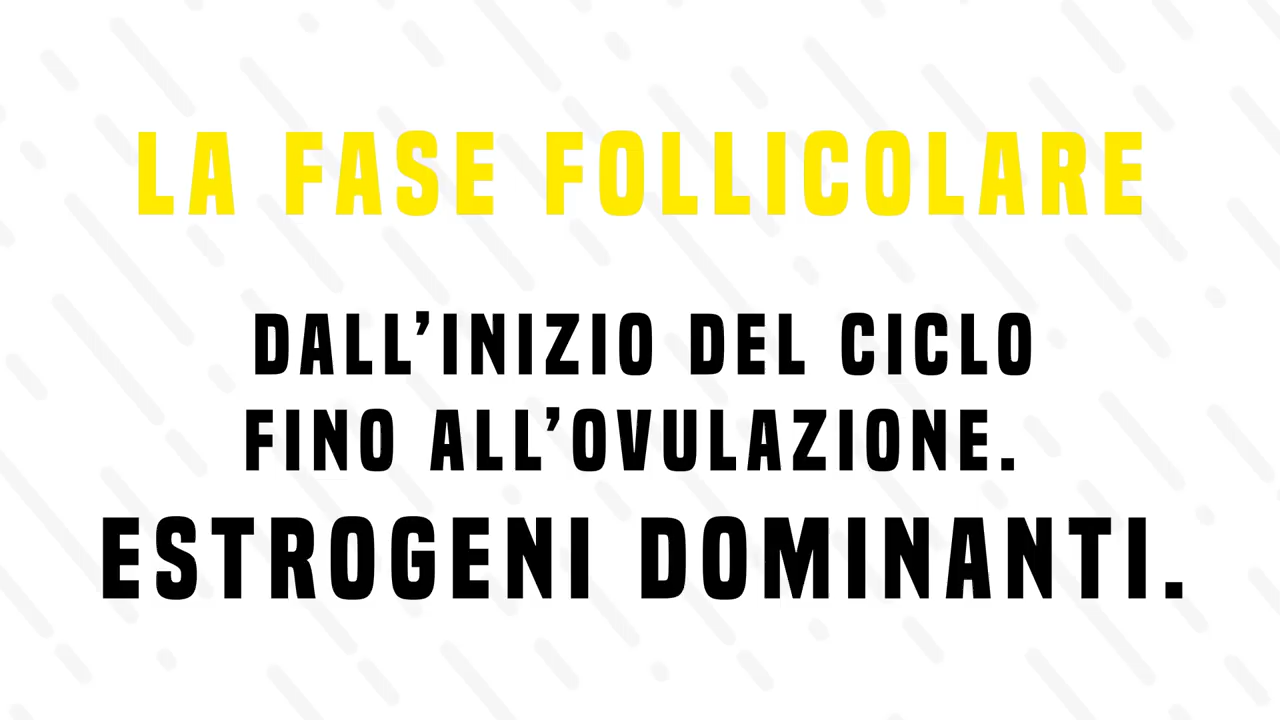 LA FASE FOLLICOLARE
DALL’INIZIO DEL CICLO
FINO ALL’OVULAZIONE.
ESTROGENI DOMINANTI.